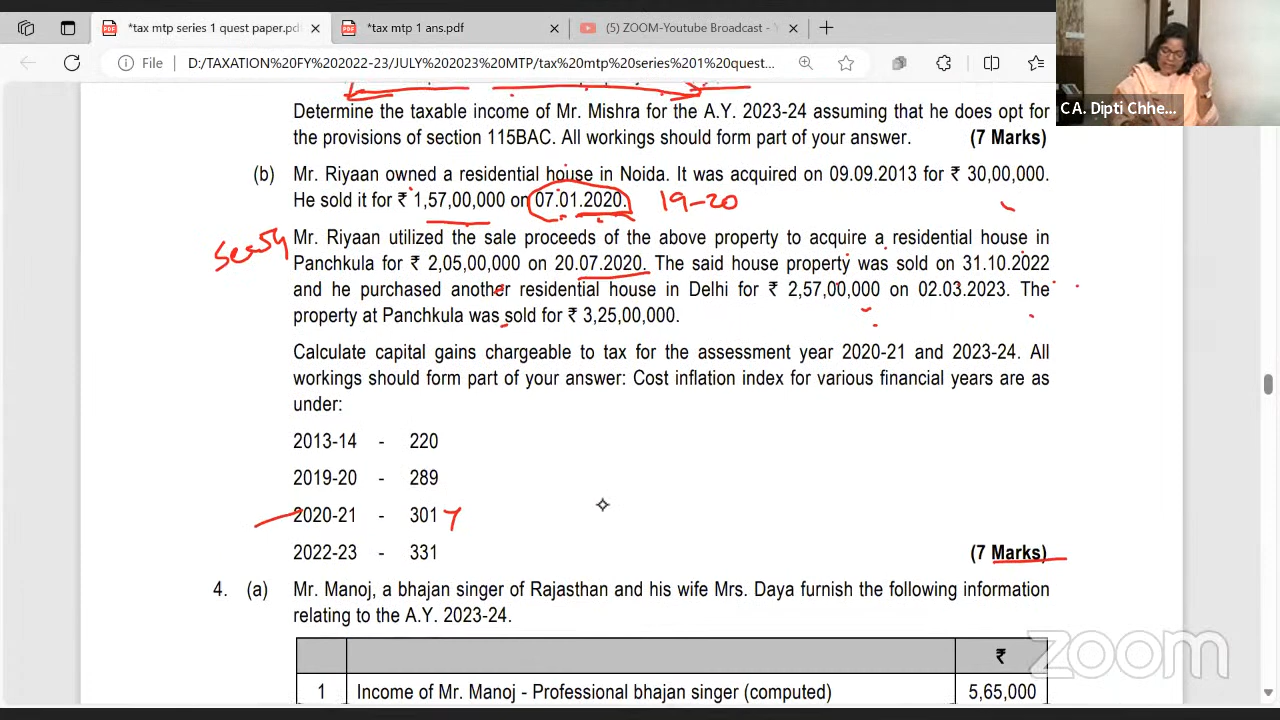 *tax mtp series 1 quest paper.pdf
*tax mtp 1 ans.pdf
(5) ZOOM-Youtube Broadcast -
File
D:/TAXATION%20FY%202022-23/JULY%202023%20MTP/tax%20mtp%20series%201%20quest...
C A. Dipti Chhe...
Determine the taxable income of Mr. Mishra for the A.Y. 2023-24 assuming that he does opt for
the provisions of section 115BAC. All workings should form part of your answer. (7 Marks)
(b) Mr. Riyaan owned a residential house in Noida. It was acquired on 09.09.2013 for ₹ 30,00,000.
He sold it for ₹ 1,57,00,000 on 07.01.2020. 19-20
Sec54 Mr. Riyaan utilized the sale proceeds of the above property to acquire a residential house in
Panchkula for ₹ 2,05,00,000 on 20.07.2020. The said house property was sold on 31.10.2022
and he purchased another residential house in Delhi for ₹ 2,57,00,000 on 02.03.2023. The
property at Panchkula was sold for ₹ 3,25,00,000.
Calculate capital gains chargeable to tax for the assessment year 2020-21 and 2023-24. All
workings should form part of your answer: Cost inflation index for various financial years are as
under:
2013-14 - 220
2019-20 - 289
2020-21 - 301
2022-23 - 331 (7 Marks)
4. (a) Mr. Manoj, a bhajan singer of Rajasthan and his wife Mrs. Daya furnish the following information
relating to the A.Y. 2023-24.
₹
1 Income of Mr. Manoj - Professional bhajan singer (computed) 5,65,000
zoom